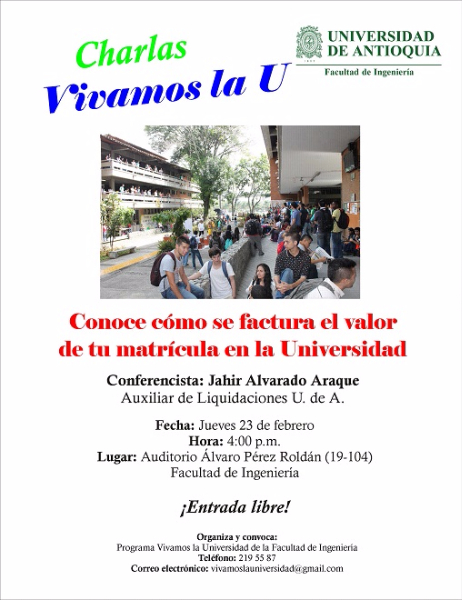 Charlas
Vivamos la U
UNIVERSIDAD
DE ANTIOQUIA
Facultad de Ingeniería
Conoce cómo se factura el valor
de tu matrícula en la Universidad
Conferencista: Jahir Alvarado Araque
Auxiliar de Liquidaciones U. de A.
Fecha: Jueves 23 de febrero
Hora: 4:00 p.m.
Lugar: Auditorio Álvaro Pérez Roldán (19-104)
Facultad de Ingeniería
¡Entrada libre!
Organiza y convoca:
Programa Vivamos la Universidad de la Facultad de Ingeniería
Teléfono: 219 55 87
Correo electrónico: vivamoslauniversidad@gmail.com